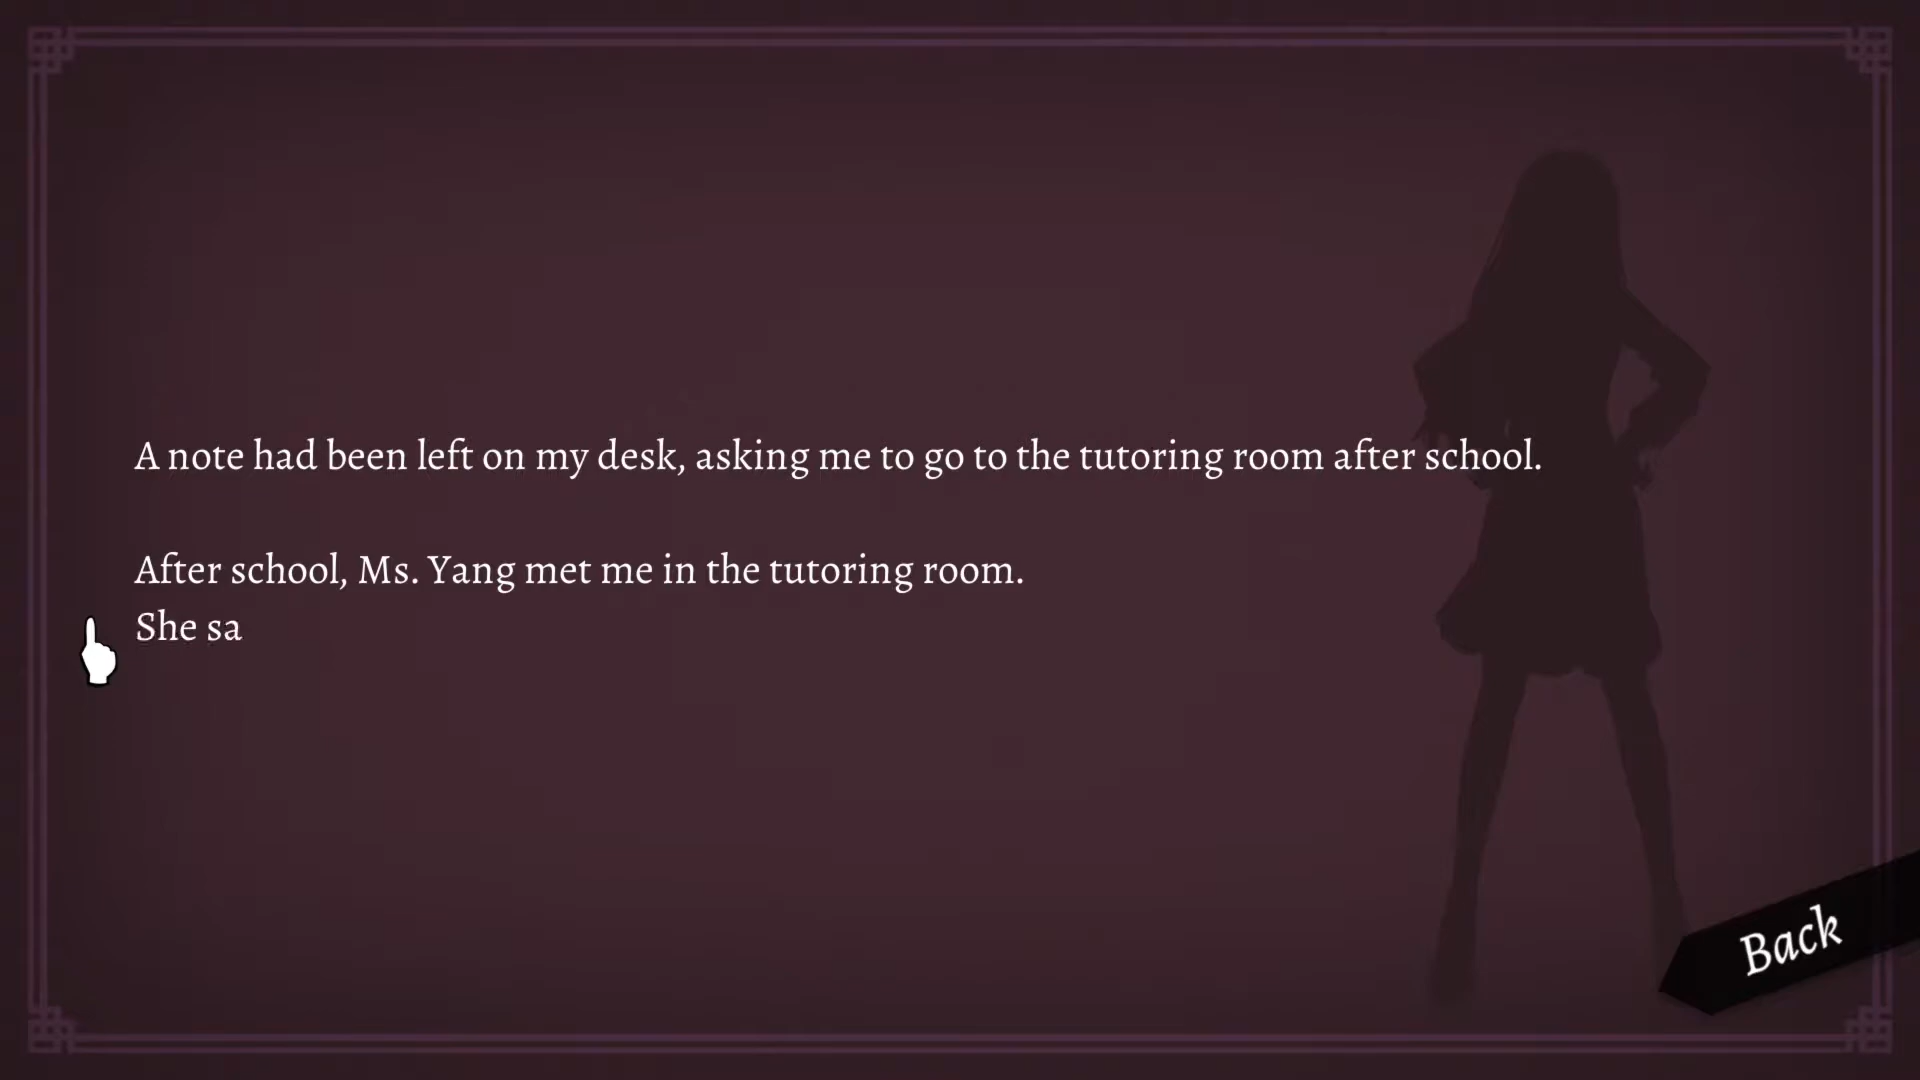 A note had been left on my desk, asking me to go to the tutoring room after school.
After school, Ms. Yang met me in the tutoring room.
She sa
Back